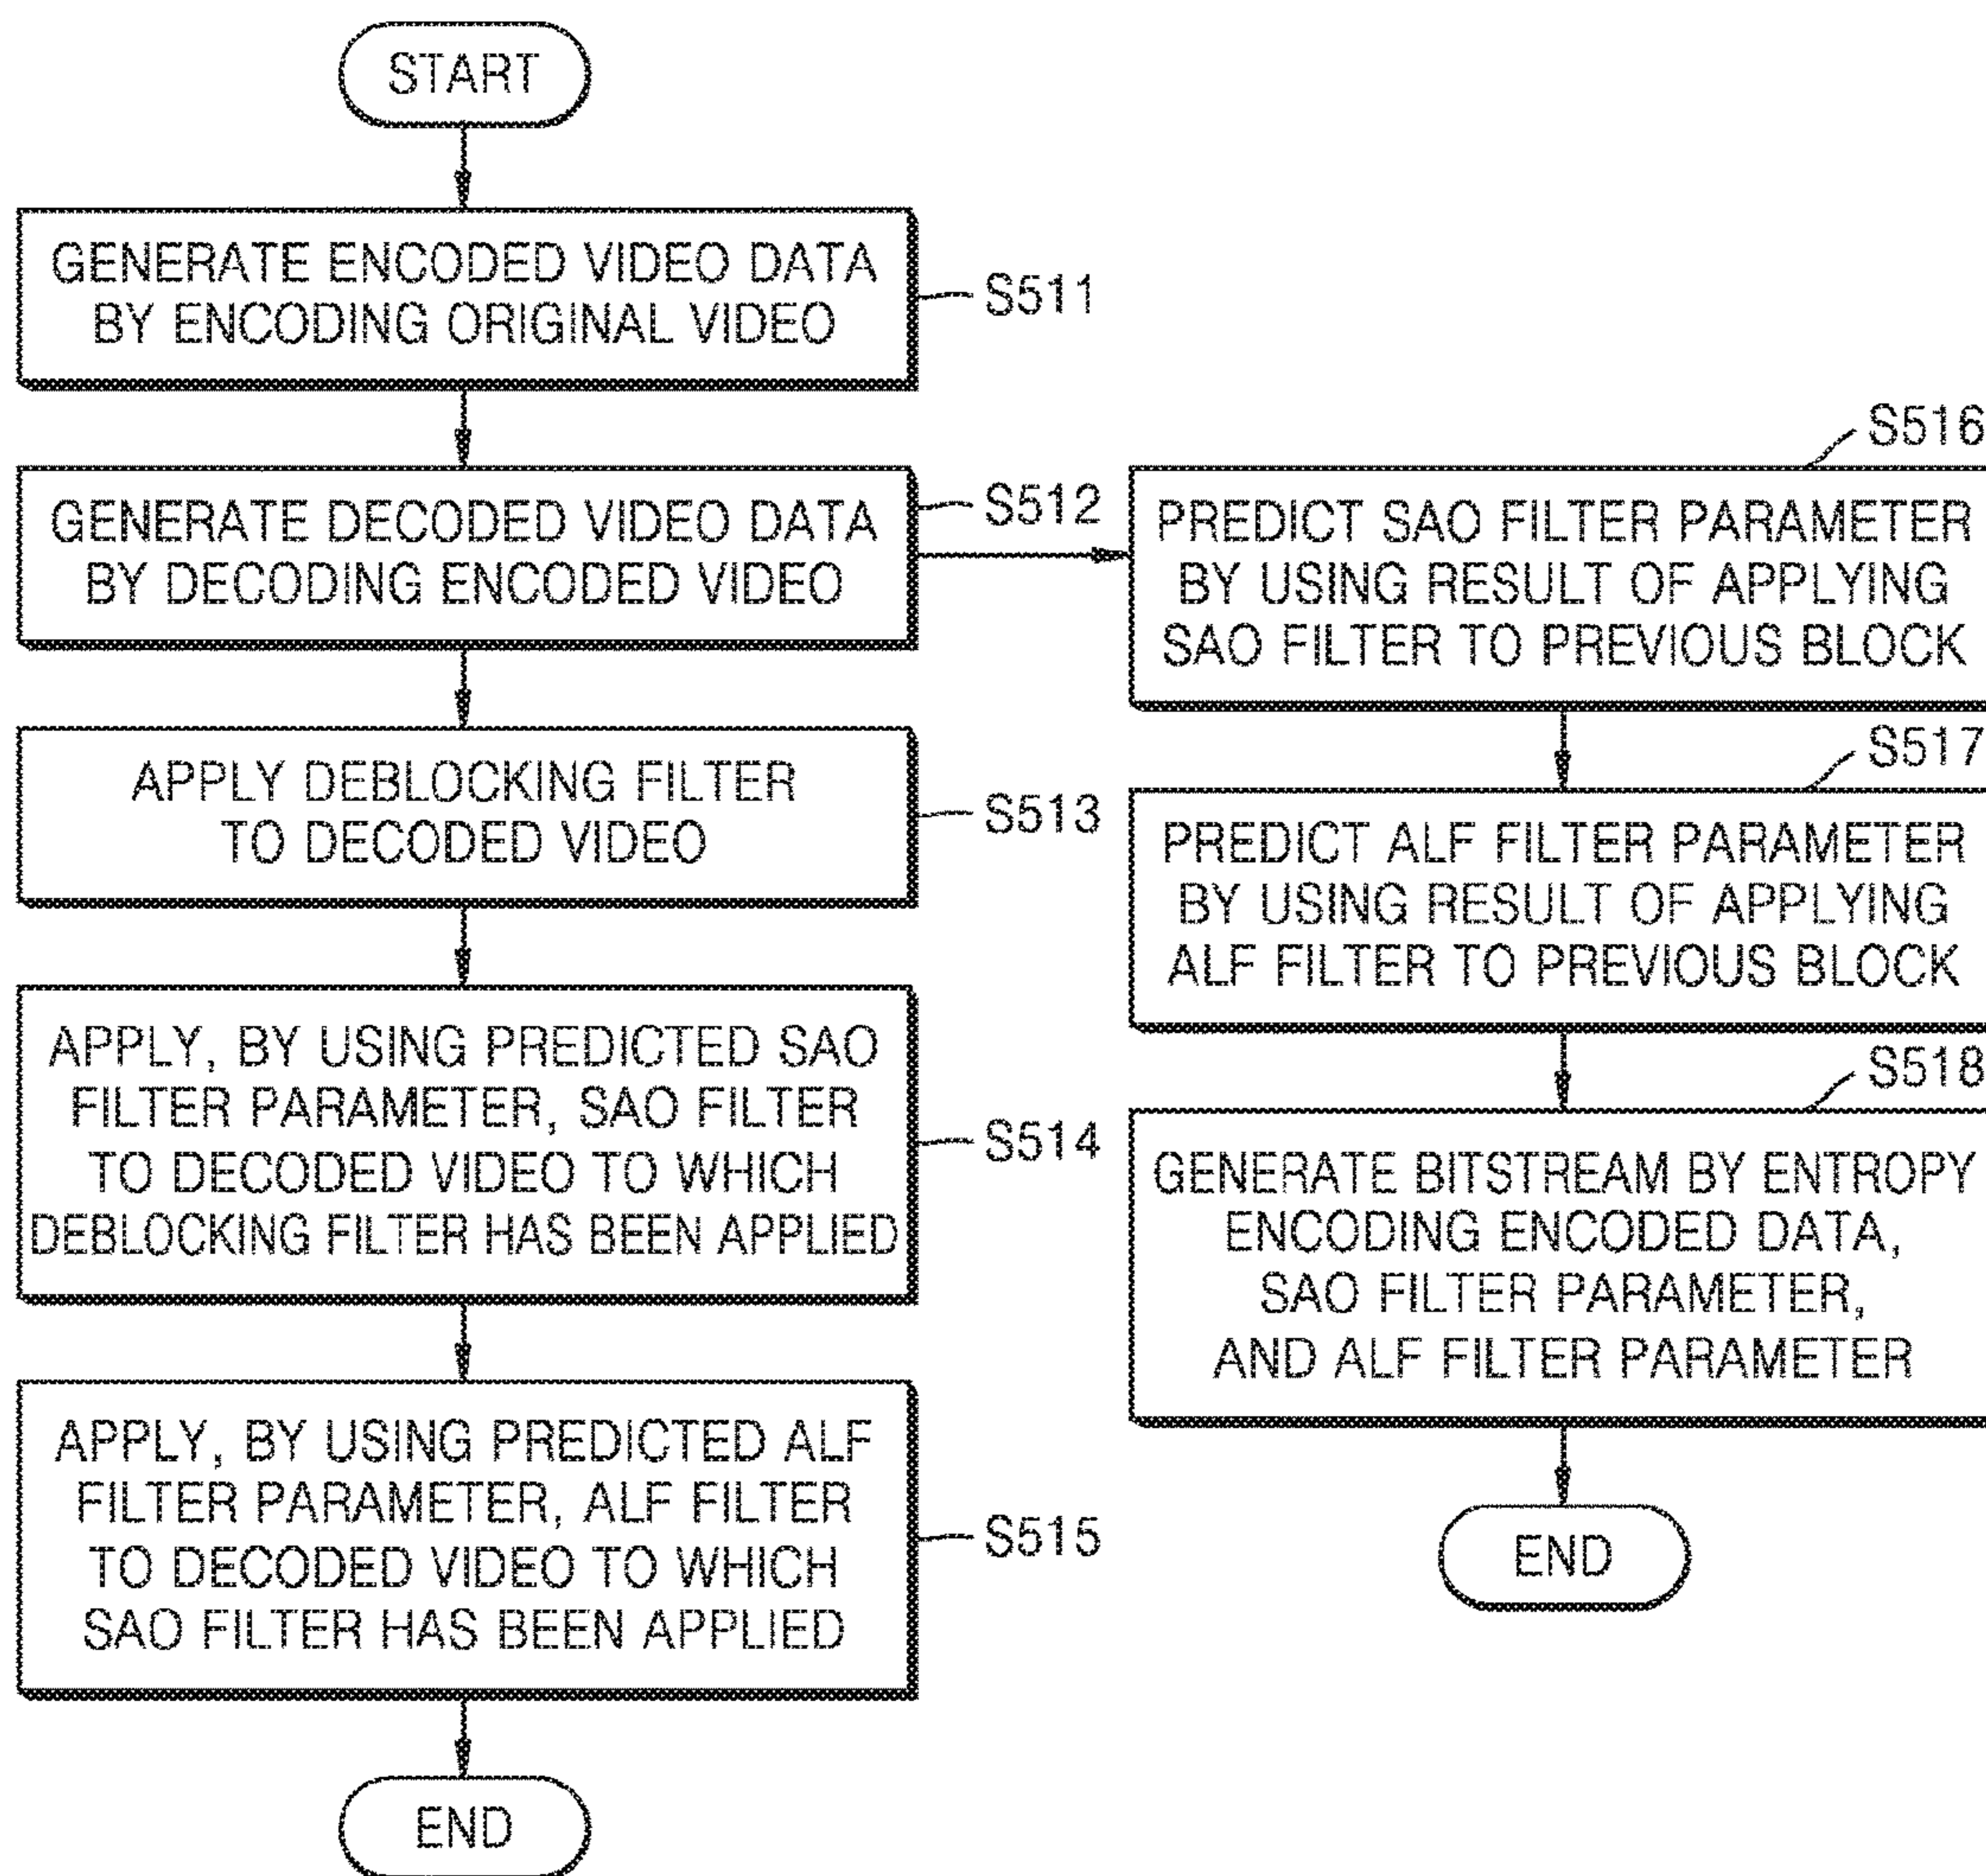 START
GENERATE ENCODED VIDEO DATA
BY ENCODING ORIGINAL VIDEO
S511
GENERATE DECODED VIDEO DATA
BY DECODING ENCODED VIDEO
S512
APPLY DEBLOCKING FILTER
TO DECODED VIDEO
S513
APPLY, BY USING PREDICTED SAO
FILTER PARAMETER, SAO FILTER
TO DECODED VIDEO TO WHICH
DEBLOCKING FILTER HAS BEEN APPLIED
S514
APPLY, BY USING PREDICTED ALF
FILTER PARAMETER, ALF FILTER
TO DECODED VIDEO TO WHICH
SAO FILTER HAS BEEN APPLIED
S515
END
S516
PREDICT SAO FILTER PARAMETER
BY USING RESULT OF APPLYING
SAO FILTER TO PREVIOUS BLOCK
S517
PREDICT ALF FILTER PARAMETER
BY USING RESULT OF APPLYING
ALF FILTER TO PREVIOUS BLOCK
S518
GENERATE BITSTREAM BY ENTROPY
ENCODING ENCODED DATA,
SAO FILTER PARAMETER,
AND ALF FILTER PARAMETER
END